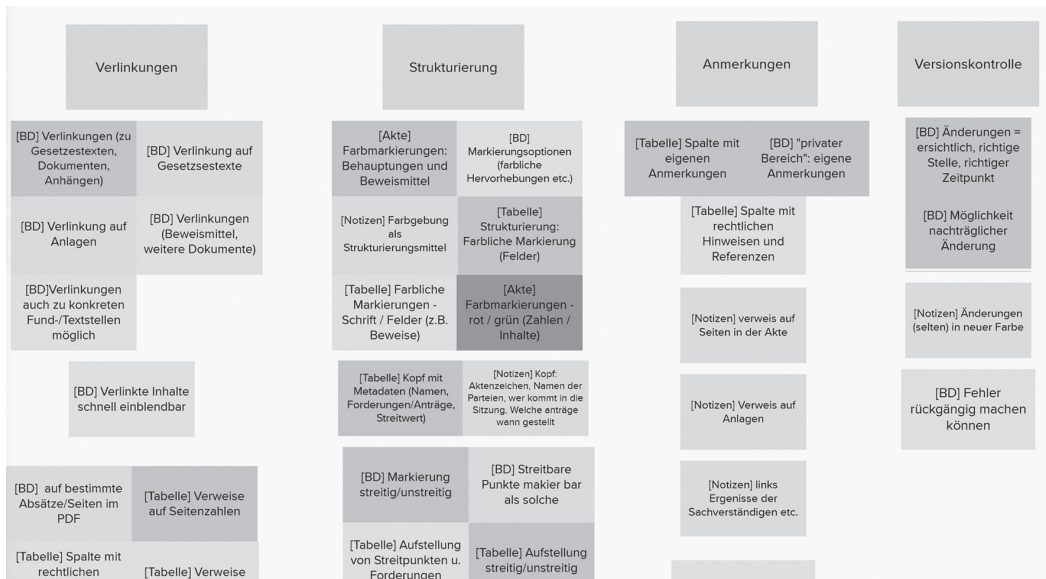 Verlinkungen
[BD] Verlinkungen (zu
Gesetzestexten,
Dokumenten,
Anhängen)
[BD] Verlinkung auf
Gesetzsestexte
[BD] Verlinkung auf
Anlagen
[BD] Verlinkungen
(Beweismittel,
weitere Dokumente)
[BD]Verlinkungen
auch zu konkreten
Fund-/Textstellen
möglich
[BD] Verlinkte Inhalte
schnell einblendbar
[BD] auf bestimmte
Absätze/Seiten im
PDF
[Tabelle] Verweise
auf Seitenzahlen
[Tabelle] Spalte mit
rechtlichen
[Tabelle] Verweise
Strukturierung
[Akte]
Farbmarkierungen:
Behauptungen und
Beweismittel
[BD]
Markierungsoptionen
(farbliche
Hervorhebungen etc.)
[Notizen] Farbgebung
als
Strukturierungsmittel
[Tabelle]
Strukturierung:
Farbliche Markierung
(Felder)
[Tabelle] Farbliche
Markierungen -
Schrift / Felder (z.B.
Beweise)
[Akte]
Farbmarkierungen -
rot / grün (Zahlen /
Inhalte)
[Tabelle] Kopf mit
Metadaten (Namen,
Forderungen/Anträge,
Streitwert)
[Notizen] Kopf:
Aktenzeichen, Namen der
Parteien, wer kommt in die
Sitzung, Welche anträge
wann gestellt
[BD] Markierung
streitig/unstreitig
[BD] Streitbare
Punkte makier bar
als solche
[Tabelle] Aufstellung
von Streitpunkten u.
Forderungen
[Tabelle] Aufstellung
streitig/unstreitig
Anmerkungen
[Tabelle] Spalte mit
eigenen
Anmerkungen
[BD] "privater
Bereich": eigene
Anmerkungen
[Tabelle] Spalte mit
rechtlichen
Hinweisen und
Referenzen
[Notizen] verweis auf
Seiten in der Akte
[Notizen] Verweis auf
Anlagen
[Notizen] links
Ergenisse der
Sachverständigen etc.
Versionskontrolle
[BD] Änderungen =
ersichtlich, richtige
Stelle, richtiger
Zeitpunkt
[BD] Möglichkeit
nachträglicher
Änderung
[Notizen] Änderungen
(selten) in neuer Farbe
[BD] Fehler
rückgängig machen
können